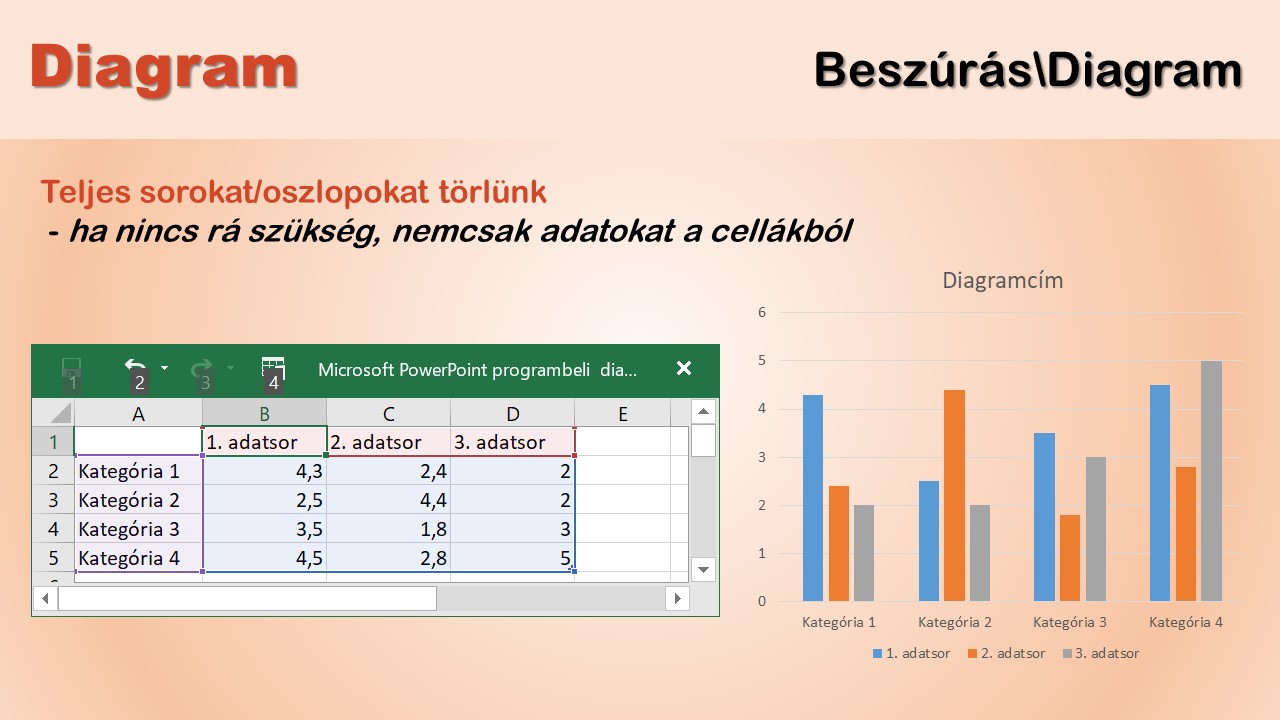 Diagram
Beszúrás\Diagram
Teljes sorokat/oszlopokat törlünk
- ha nincs rá szükség, nemcsak adatokat a cellákból
1 2 3 4 Microsoft PowerPoint programbeli dia...
A B C D E
1 1. adatsor 2. adatsor 3. adatsor
2 Kategória 1 4,3 2,4 2
3 Kategória 2 2,5 4,4 2
4 Kategória 3 3,5 1,8 3
5 Kategória 4 4,5 2,8 5
Diagramcím
6
5
4
3
2
1
0
Kategória 1 Kategória 2 Kategória 3 Kategória 4
1. adatsor 2. adatsor 3. adatsor